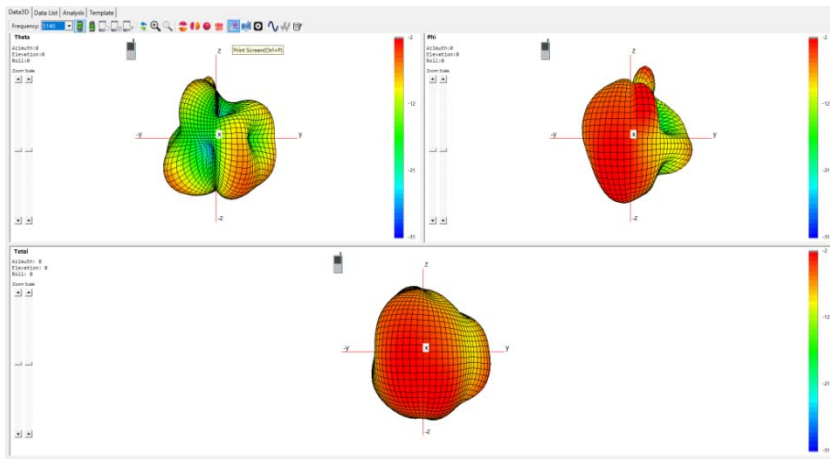 Data3D Data List Analysis Template
Frequency: 5140
Print Screen(Ctrl+P)
Theta
Azimuth:0
Elevation:0
Roll:0
Zoom Scale
z
-y
x
y
-z
-2
-12
-21
-31
Phi
Azimuth:0
Elevation:0
Roll:0
Zoom Scale
z
-y
x
y
-z
-2
-12
-21
-31
Total
Azimuth: 0
Elevation: 0
Roll: 0
Zoom Scale
z
-y
x
y
-z
-2
-12
-21
-31